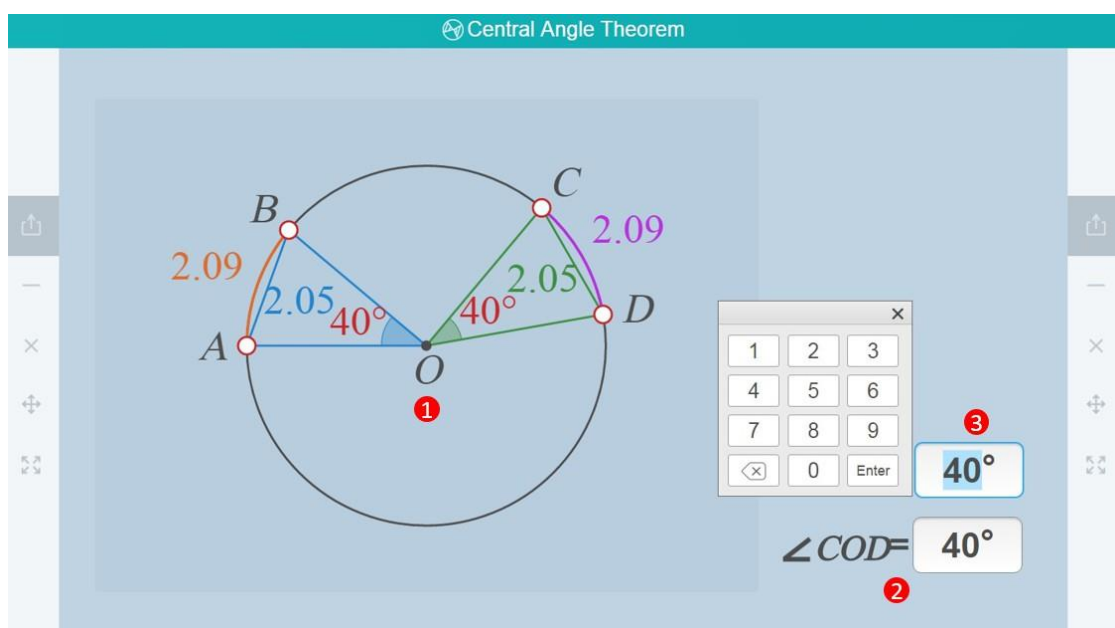 Central Angle Theorem
B
C
2.09
2.09
2.05
2.05
40°
40°
A
D
O
1
1 2 3
4 5 6
7 8 9
0 Enter
3
40°
∠COD= 40°
2